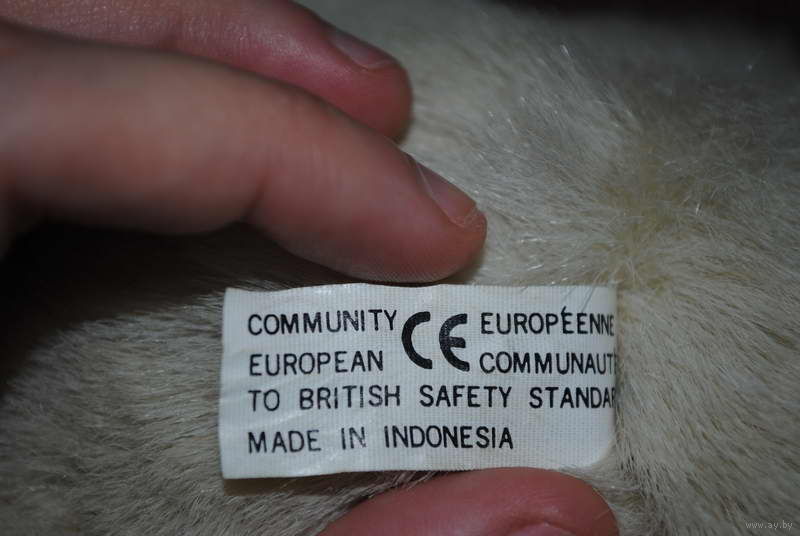 COMMUNITY CE EUROPÉENNE
EUROPEAN COMMUNAUT
TO BRITISH SAFETY STANDAR
MADE IN INDONESIA
www.ay.by